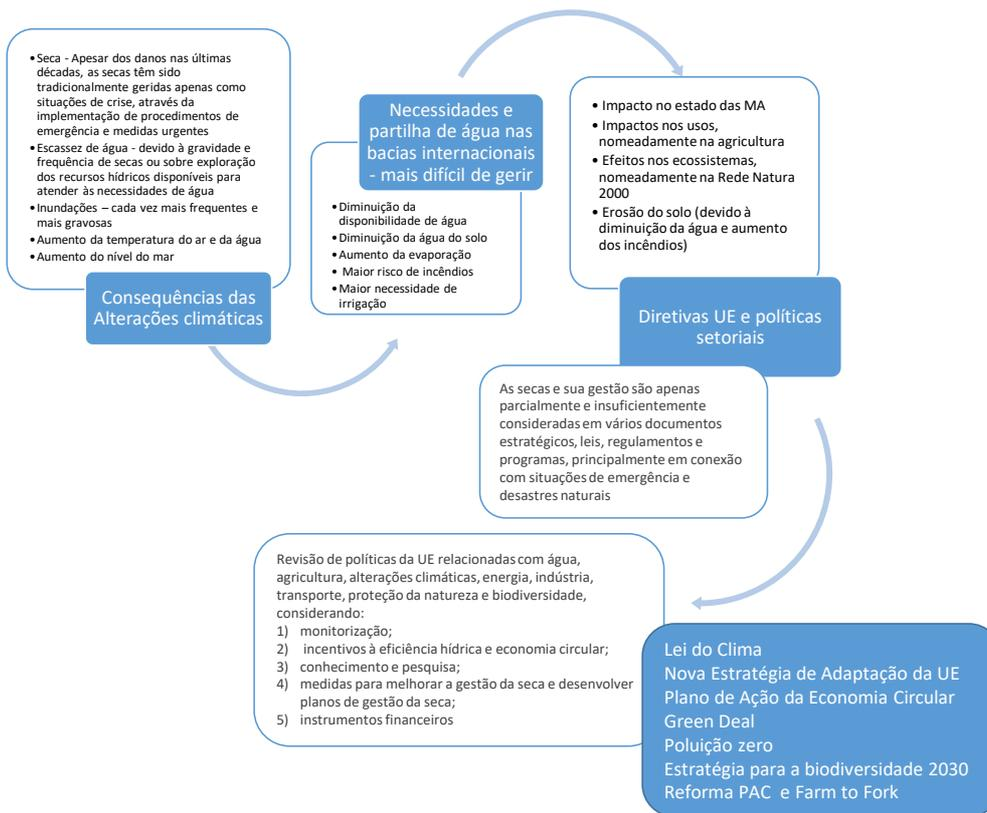 •Seca - Apesar dos danos nas últimas
décadas, as secas têm sido
tradicionalmente geridas apenas como
situações de crise, através da
implementação de procedimentos de
emergência e medidas urgentes
•Escassez de água - devido à gravidade e
frequência de secas ou sobre exploração
dos recursos hídricos disponíveis para
atender às necessidades de água
•Inundações – cada vez mais frequentes e
mais gravosas
•Aumento da temperatura do ar e da água
•Aumento do nível do mar
Consequências das
Alterações climáticas
Necessidades e
partilha de água nas
bacias internacionais
- mais difícil de gerir
•Diminuição da
disponibilidade de água
•Diminuição da água do solo
•Aumento da evaporação
• Maior risco de incêndios
•Maior necessidade de
irrigação
• Impacto no estado das MA
• Impactos nos usos,
nomeadamente na agricultura
• Efeitos nos ecossistemas,
nomeadamente na Rede Natura
2000
• Erosão do solo (devido à
diminuição da água e aumento
dos incêndios)
Diretivas UE e políticas
setoriais
As secas e sua gestão são apenas
parcialmente e insuficientemente
consideradas em vários documentos
estratégicos, leis, regulamentos e
programas, principalmente em conexão
com situações de emergência e
desastres naturais
Revisão de políticas da UE relacionadas com água,
agricultura, alterações climáticas, energia, indústria,
transporte, proteção da natureza e biodiversidade,
considerando:
1) monitorização;
2) incentivos à eficiência hídrica e economia circular;
3) conhecimento e pesquisa;
4) medidas para melhorar a gestão da seca e desenvolver
planos de gestão da seca;
5) instrumentos financeiros
Lei do Clima
Nova Estratégia de Adaptação da UE
Plano de Ação da Economia Circular
Green Deal
Poluição zero
Estratégia para a biodiversidade 2030
Reforma PAC e Farm to Fork